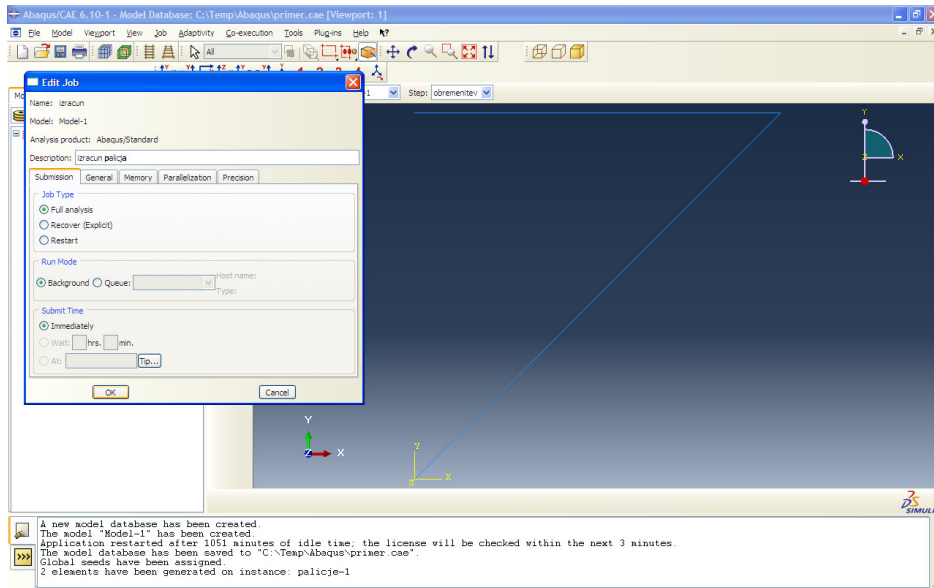 Abaqus/CAE 6.10-1 - Model Database: C:\Temp\Abaqus\primer.cae [Viewport: 1]
File Model Viewport View Job Adaptivity Co-execution Tools Plug-ins Help
All
Edit Job
Step: obremenitev
Name: izracun
Model: Model-1
Analysis product: Abaqus/Standard
Description: izracun palicja
Submission General Memory Parallelization Precision
Job Type
Full analysis
Recover (Explicit)
Restart
Run Mode
Background Queue: Host name:
Type:
Submit Time
Immediately
Wait: hrs. min.
At: Tip...
OK Cancel
Y
X
Z
Y
X
Z
Y
X
Z
SIMULI
A new model database has been created.
The model "Model-1" has been created.
Application restarted after 1051 minutes of idle time; the license will be checked within the next 3 minutes.
The model database has been saved to "C:\Temp\Abaqus\primer.cae".
Global seeds have been assigned.
2 elements have been generated on instance: palicje-1